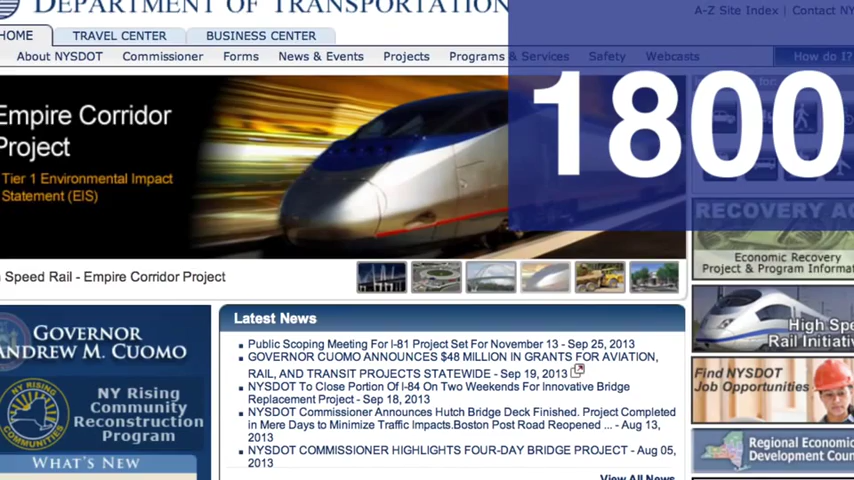 DEPARTMENT OF TRANSPORTATION
A-Z Site Index | Contact NY
HOME
TRAVEL CENTER
BUSINESS CENTER
About NYSDOT Commissioner Forms News & Events Projects Programs & Services Safety Webcasts How do I?
1800
for:
Empire Corridor
Project
Tier 1 Environmental Impact
Statement (EIS)
RECOVERY AC
Economic Recovery
Project & Program Informat
Speed Rail - Empire Corridor Project
High Spe
Rail Initiativ
GOVERNOR
ANDREW M. CUOMO
Latest News
Public Scoping Meeting For I-81 Project Set For November 13 - Sep 25, 2013
GOVERNOR CUOMO ANNOUNCES $48 MILLION IN GRANTS FOR AVIATION,
RAIL, AND TRANSIT PROJECTS STATEWIDE - Sep 19, 2013
NYSDOT To Close Portion Of I-84 On Two Weekends For Innovative Bridge
Replacement Project - Sep 18, 2013
NYSDOT Commissioner Announces Hutch Bridge Deck Finished. Project Completed
in Mere Days to Minimize Traffic Impacts.Boston Post Road Reopened ... - Aug 13,
2013
NYSDOT COMMISSIONER HIGHLIGHTS FOUR-DAY BRIDGE PROJECT - Aug 05,
2013
View All News
Find NYSDOT
Job Opportunities
NY RISING
COMMUNITIES
NY Rising
Community
Reconstruction
Program
Regional Economic
Development Coun
WHAT'S NEW